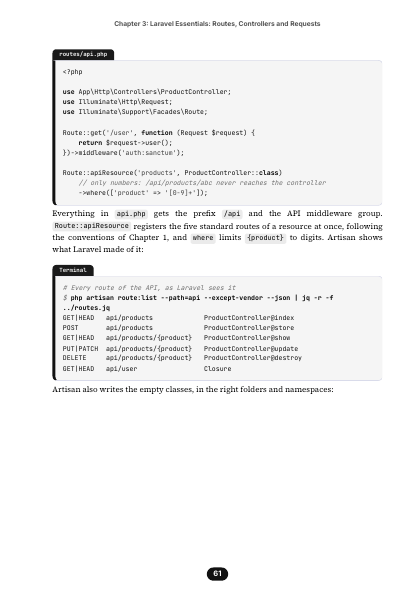 Chapter 3: Laravel Essentials: Routes, Controllers and Requests
routes/api.php
<?php
use App\Http\Controllers\ProductController;
use Illuminate\Http\Request;
use Illuminate\Support\Facades\Route;
Route::get('/user', function (Request $request) {
    return $request->user();
})->middleware('auth:sanctum');
Route::apiResource('products', ProductController::class)
    // only numbers: /api/products/abc never reaches the controller
    ->where(['product' => '[0-9]+']);
Everything in api.php gets the prefix /api and the API middleware group.
Route::apiResource registers the five standard routes of a resource at once, following
the conventions of Chapter 1, and where limits {product} to digits. Artisan shows
what Laravel made of it:
Terminal
# Every route of the API, as Laravel sees it
$ php artisan route:list --path=api --except-vendor --json | jq -r -f
../routes.jq
GET|HEAD   api/products             ProductController@index
POST       api/products             ProductController@store
GET|HEAD   api/products/{product}   ProductController@show
PUT|PATCH  api/products/{product}   ProductController@update
DELETE     api/products/{product}   ProductController@destroy
GET|HEAD   api/user                 Closure
Artisan also writes the empty classes, in the right folders and namespaces:
61